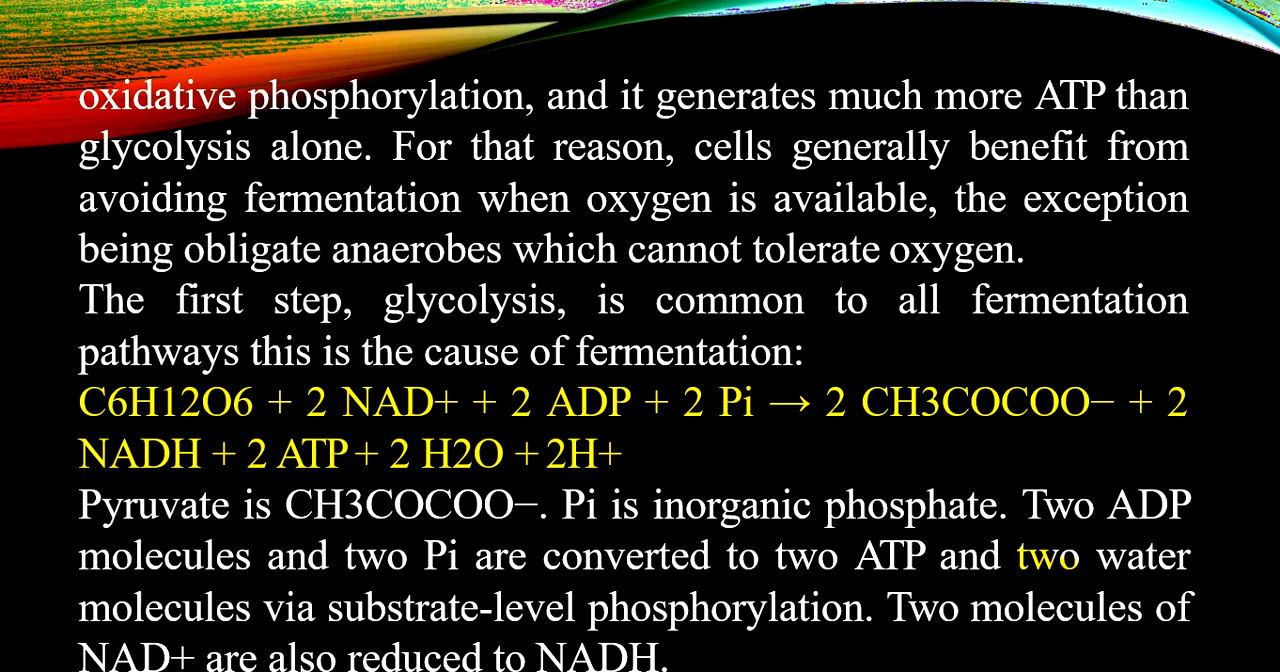 oxidative phosphorylation, and it generates much more ATP than
glycolysis alone. For that reason, cells generally benefit from
avoiding fermentation when oxygen is available, the exception
being obligate anaerobes which cannot tolerate oxygen.
The first step, glycolysis, is common to all fermentation
pathways this is the cause of fermentation:
C6H12O6 + 2 NAD+ + 2 ADP + 2 Pi → 2 CH3COCOO− + 2
NADH + 2 ATP + 2 H2O + 2H+
Pyruvate is CH3COCOO−. Pi is inorganic phosphate. Two ADP
molecules and two Pi are converted to two ATP and two water
molecules via substrate-level phosphorylation. Two molecules of
NAD+ are also reduced to NADH.